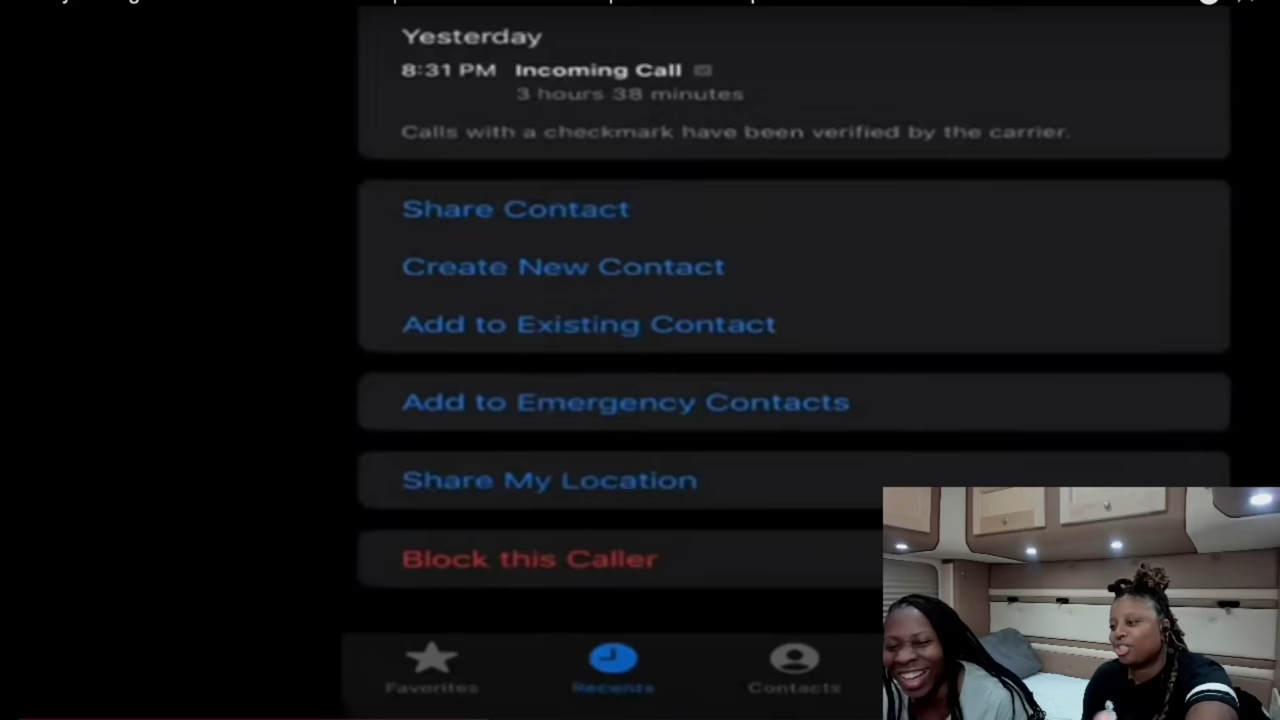 Yesterday
8:31 PM Incoming Call
3 hours 38 minutes
Calls with a checkmark have been verified by the carrier.
Share Contact
Create New Contact
Add to Existing Contact
Add to Emergency Contacts
Share My Location
Block this Caller
Favorites Recents Contacts